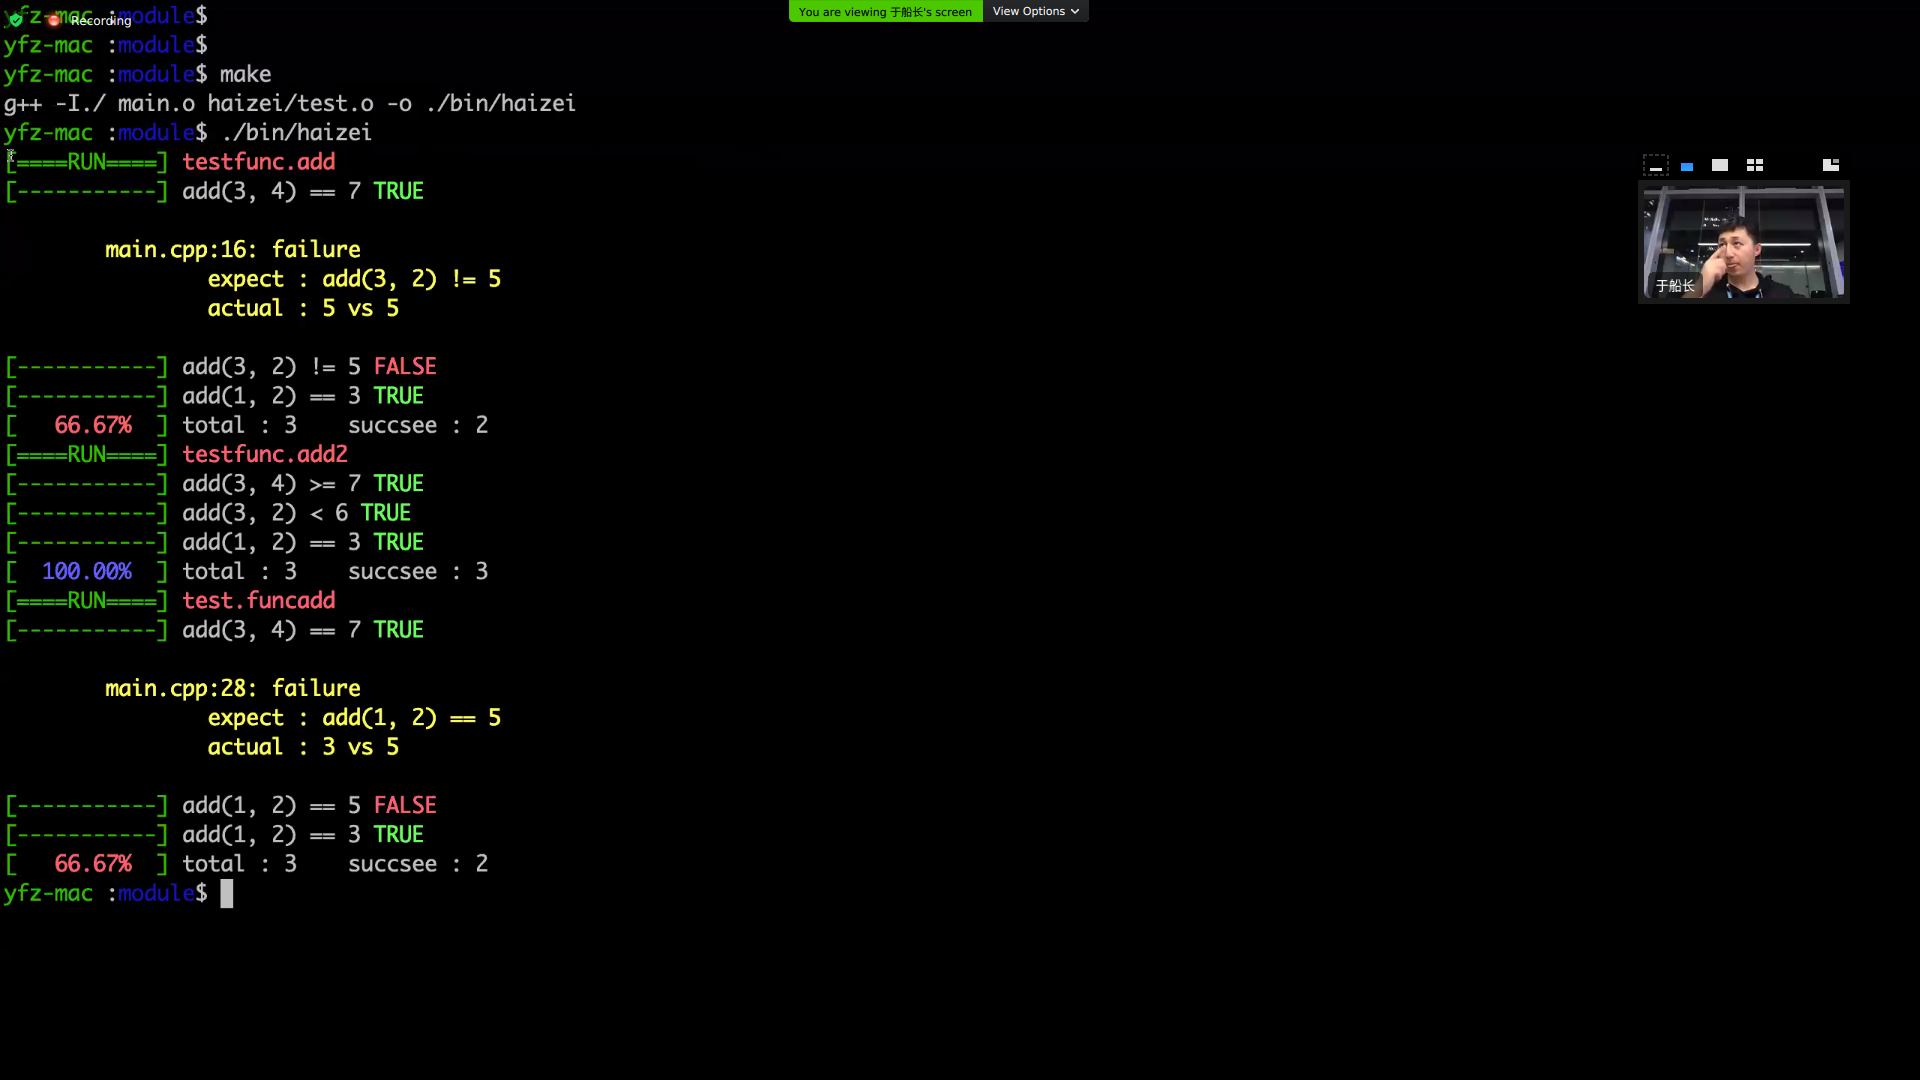 yfz-mac :module$
Recording
You are viewing 于船长's screen
View Options
yfz-mac :module$
yfz-mac :module$ make
g++ -I./ main.o haizei/test.o -o ./bin/haizei
yfz-mac :module$ ./bin/haizei
[====RUN====] testfunc.add
[-----------] add(3, 4) == 7 TRUE
main.cpp:16: failure
expect : add(3, 2) != 5
actual : 5 vs 5
[-----------] add(3, 2) != 5 FALSE
[-----------] add(1, 2) == 3 TRUE
[   66.67%  ] total : 3    succsee : 2
[====RUN====] testfunc.add2
[-----------] add(3, 4) >= 7 TRUE
[-----------] add(3, 2) < 6 TRUE
[-----------] add(1, 2) == 3 TRUE
[  100.00%  ] total : 3    succsee : 3
[====RUN====] test.funcadd
[-----------] add(3, 4) == 7 TRUE
main.cpp:28: failure
expect : add(1, 2) == 5
actual : 3 vs 5
[-----------] add(1, 2) == 5 FALSE
[-----------] add(1, 2) == 3 TRUE
[   66.67%  ] total : 3    succsee : 2
yfz-mac :module$
于船长